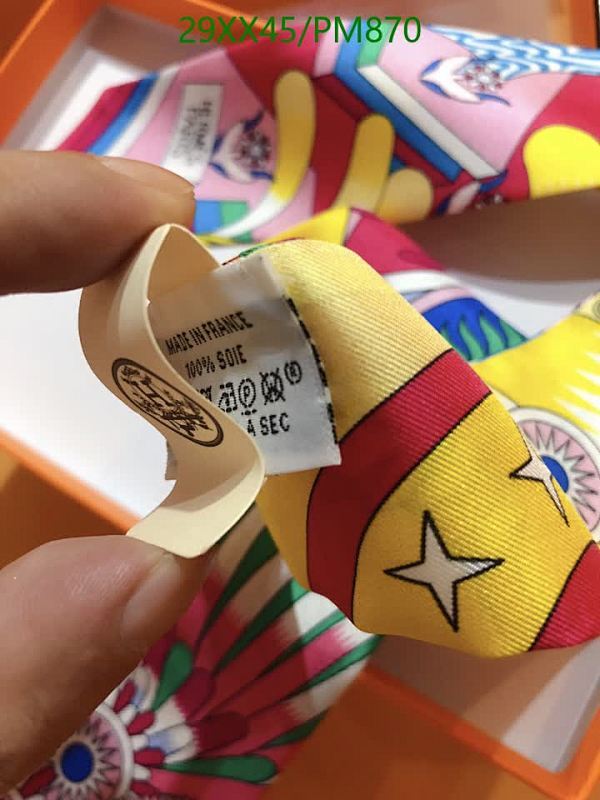 29XX45/PM870
MADE IN FRANCE
100% SOIE
À SEC